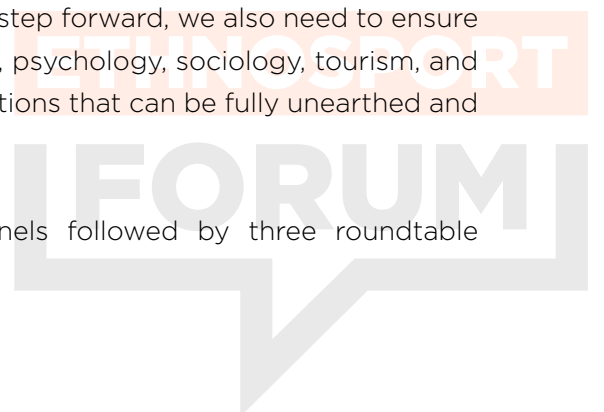 step forward, we also need to ensure
ETHNOSPORT
, psychology, sociology, tourism, and
tions that can be fully unearthed and
FORUM
nels followed by three roundtable